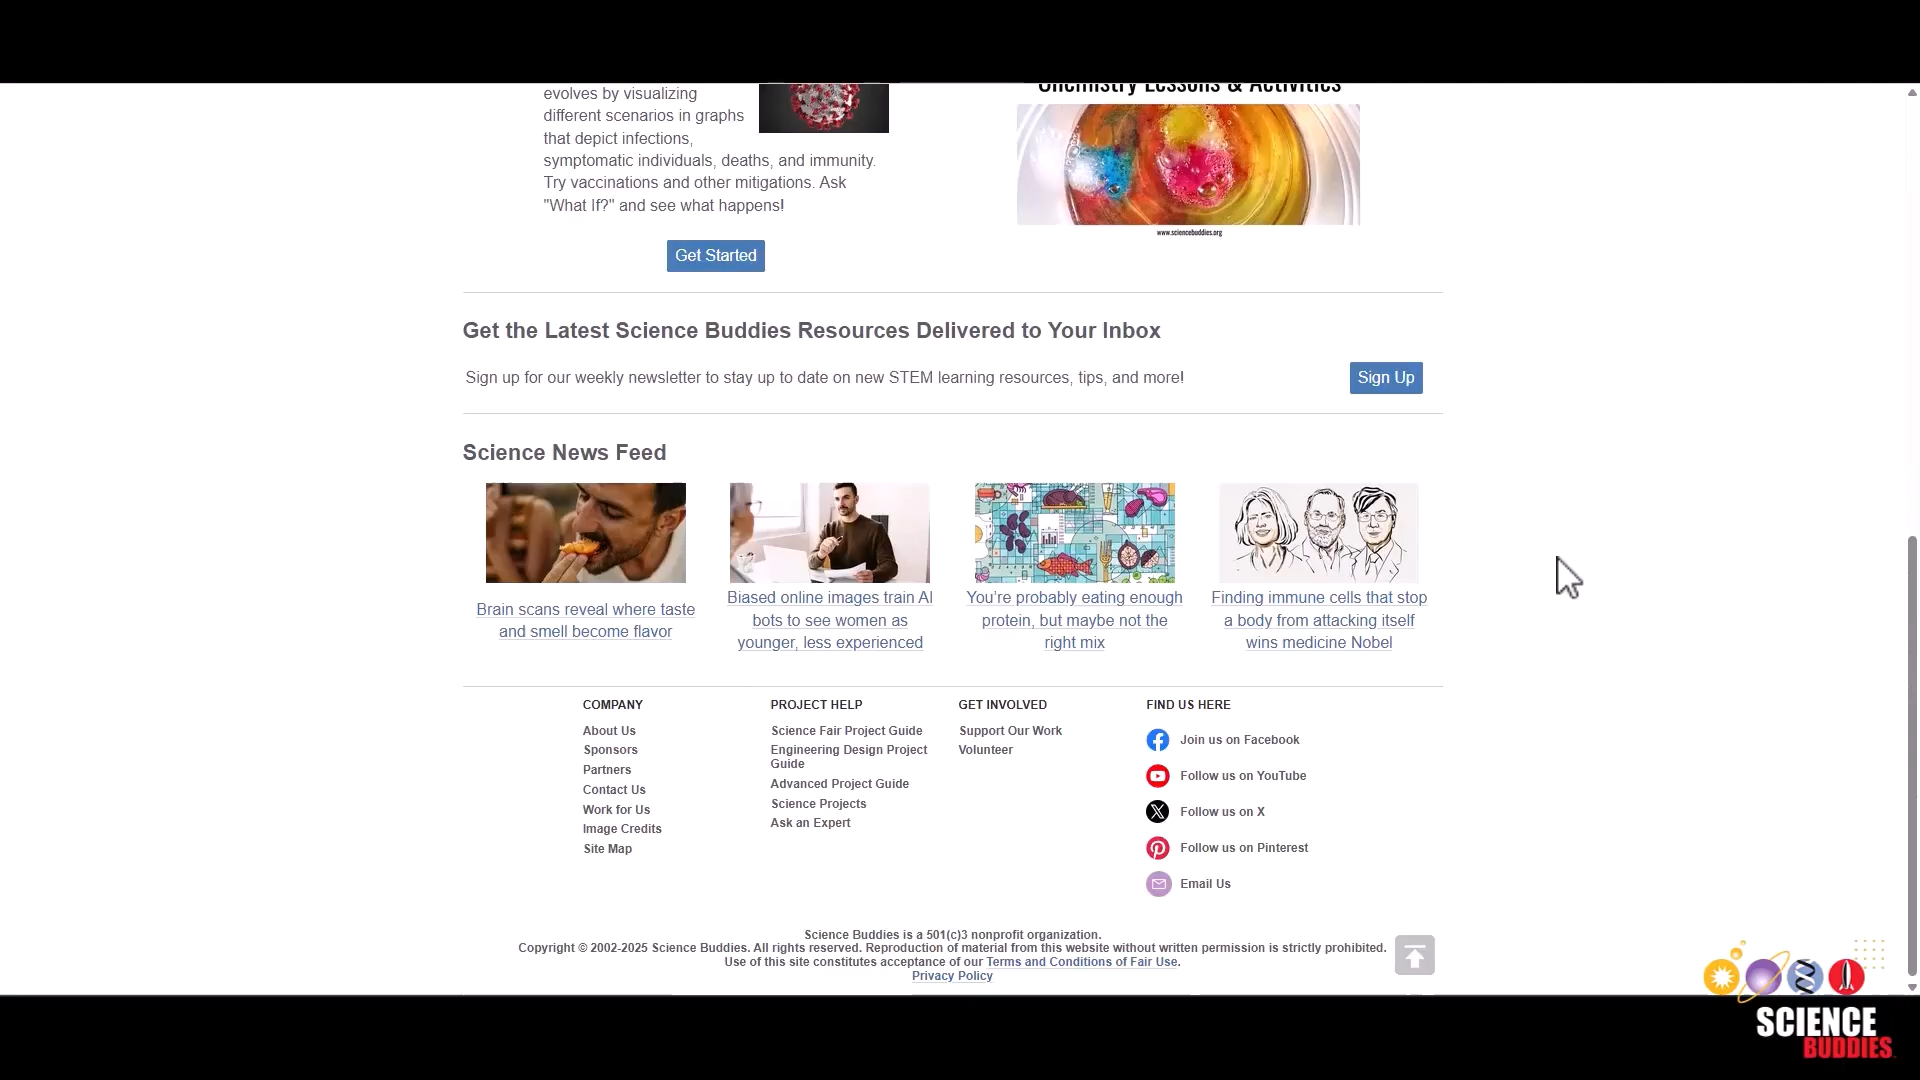 evolves by visualizing
different scenarios in graphs
that depict infections,
symptomatic individuals, deaths, and immunity.
Try vaccinations and other mitigations. Ask
"What If?" and see what happens!
Get Started
Chemistry Lessons & Activities
www.sciencebuddies.org
Get the Latest Science Buddies Resources Delivered to Your Inbox
Sign up for our weekly newsletter to stay up to date on new STEM learning resources, tips, and more!
Sign Up
Science News Feed
Brain scans reveal where taste
and smell become flavor
Biased online images train AI
bots to see women as
younger, less experienced
You’re probably eating enough
protein, but maybe not the
right mix
Finding immune cells that stop
a body from attacking itself
wins medicine Nobel
COMPANY
About Us
Sponsors
Partners
Contact Us
Work for Us
Image Credits
Site Map
PROJECT HELP
Science Fair Project Guide
Engineering Design Project
Guide
Advanced Project Guide
Science Projects
Ask an Expert
GET INVOLVED
Support Our Work
Volunteer
FIND US HERE
Join us on Facebook
Follow us on YouTube
Follow us on X
Follow us on Pinterest
Email Us
Science Buddies is a 501(c)3 nonprofit organization.
Copyright © 2002-2025 Science Buddies. All rights reserved. Reproduction of material from this website without written permission is strictly prohibited.
Use of this site constitutes acceptance of our Terms and Conditions of Fair Use.
Privacy Policy
SCIENCE
BUDDIES